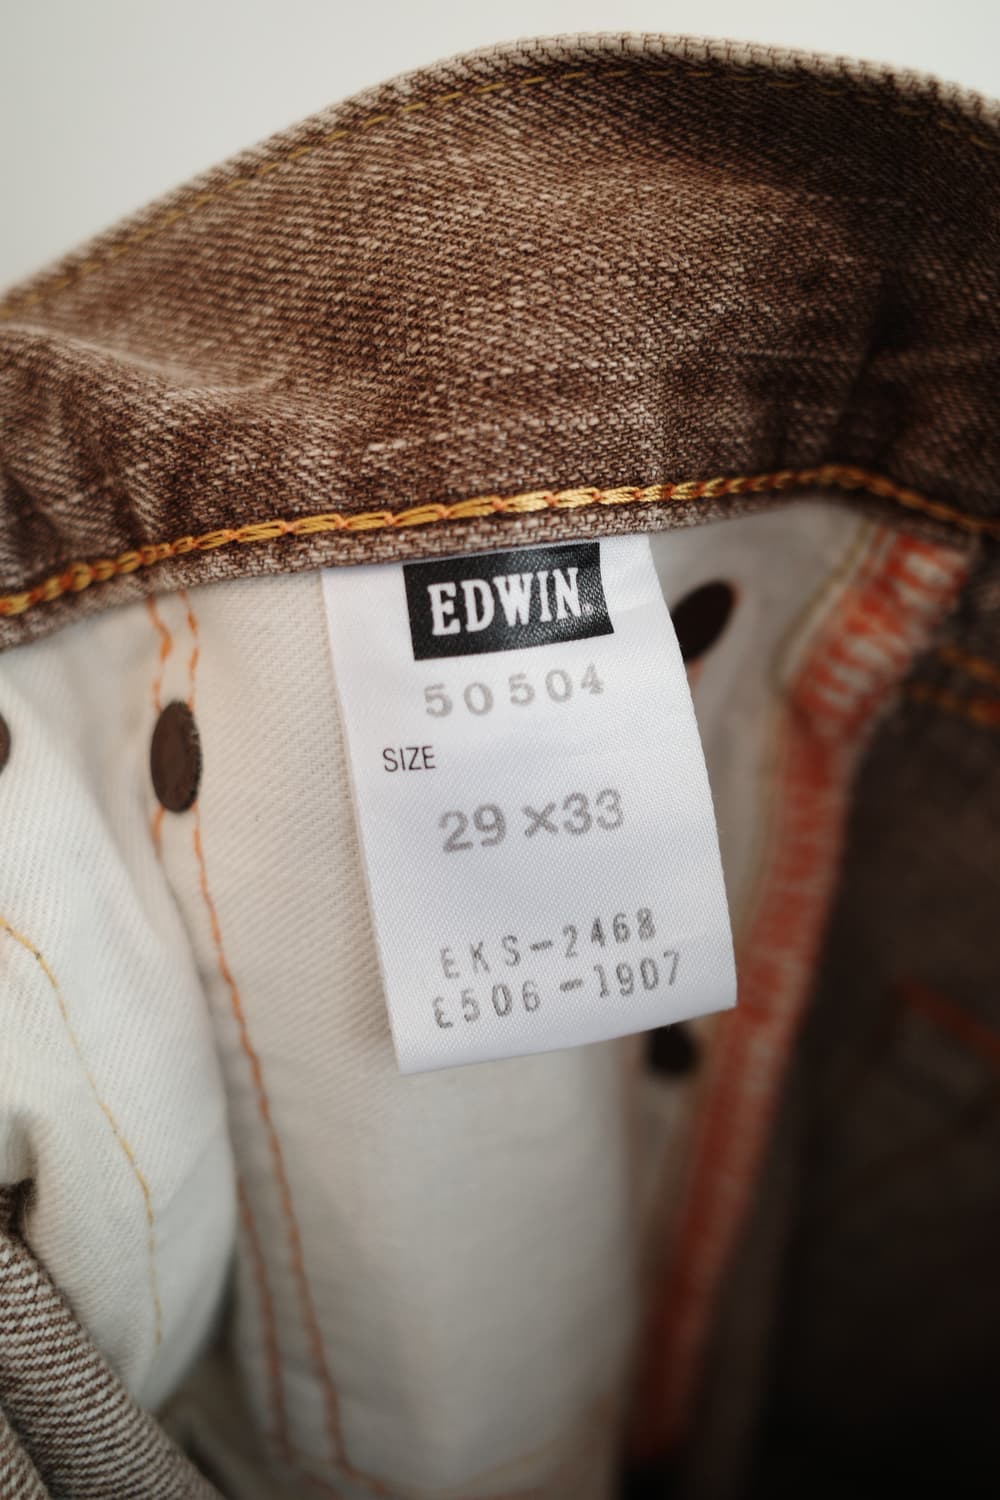 EDWIN
50504
SIZE
29×33
EKS-2468
E506-1907